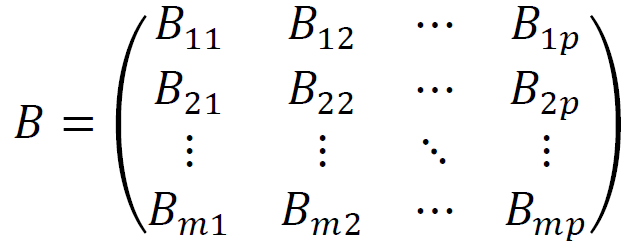 B₁₁ B₁₂ ⋯ B₁ₚ
B₂₁ B₂₂ ⋯ B₂ₚ
B = ( ⋮ ⋮ ⋱ ⋮ )
Bₘ₁ Bₘ₂ ⋯ Bₘₚ